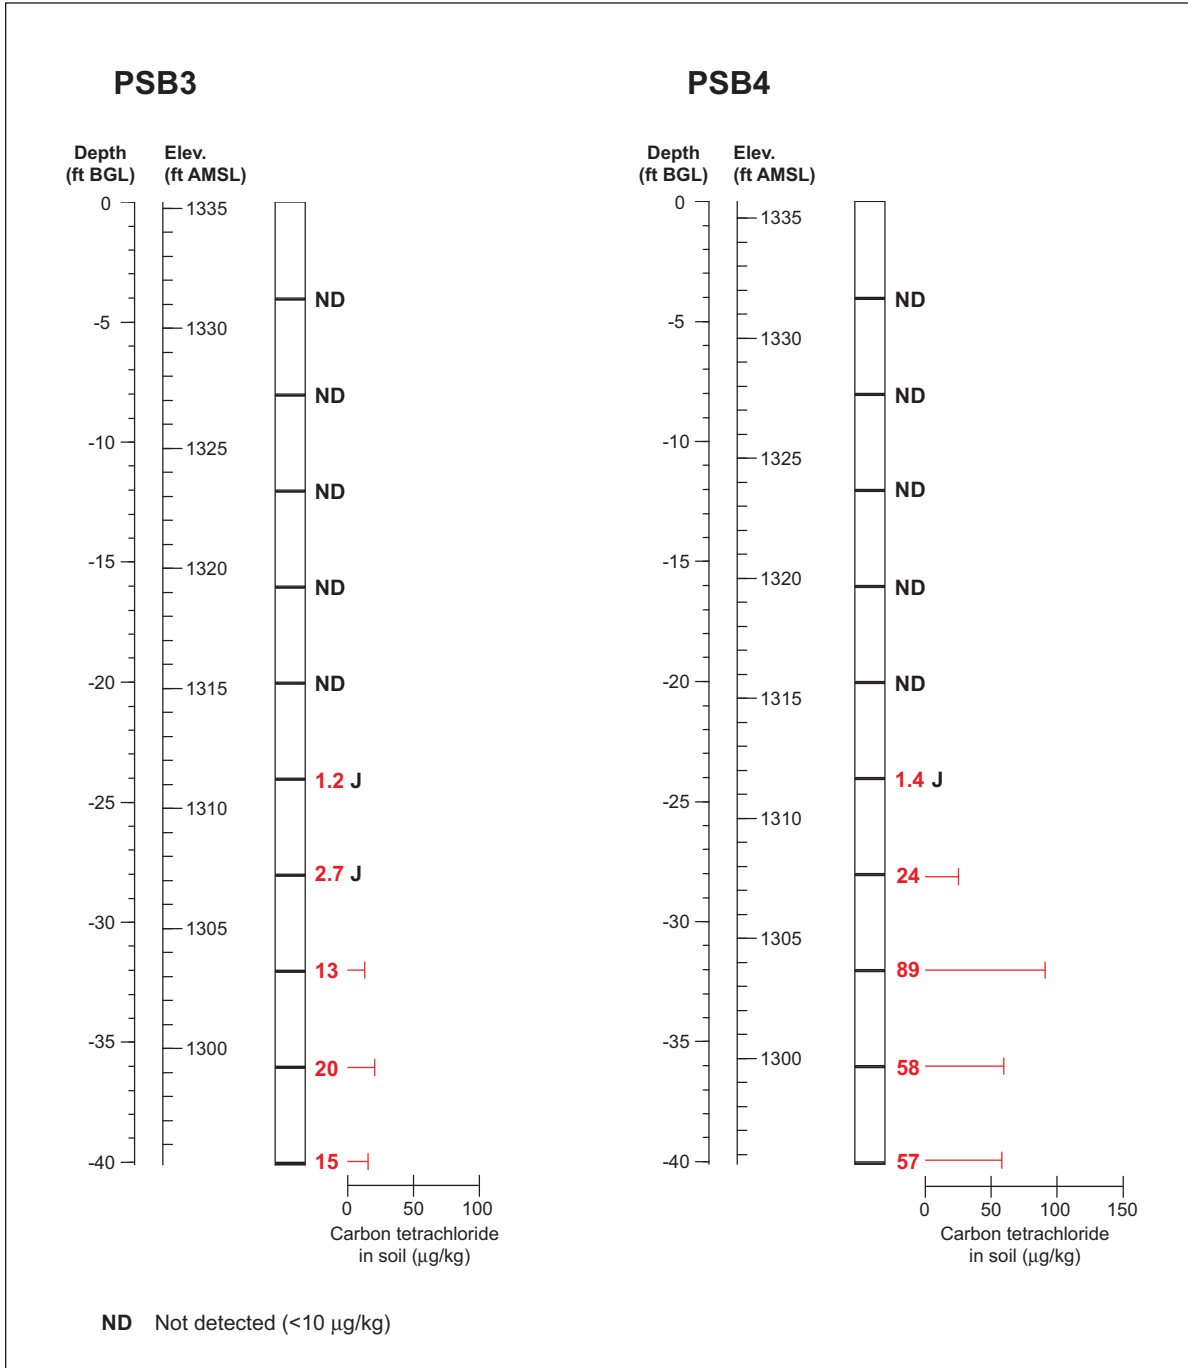 PSB3
Depth
(ft BGL)
Elev.
(ft AMSL)
0
-5
-10
-15
-20
-25
-30
-35
-40
1335
1330
1325
1320
1315
1310
1305
1300
ND
ND
ND
ND
ND
1.2 J
2.7 J
13
20
15
0 50 100
Carbon tetrachloride
in soil (µg/kg)
PSB4
Depth
(ft BGL)
Elev.
(ft AMSL)
0
-5
-10
-15
-20
-25
-30
-35
-40
1335
1330
1325
1320
1315
1310
1305
1300
ND
ND
ND
ND
ND
1.4 J
24
89
58
57
0 50 100 150
Carbon tetrachloride
in soil (µg/kg)
ND Not detected (<10 µg/kg)